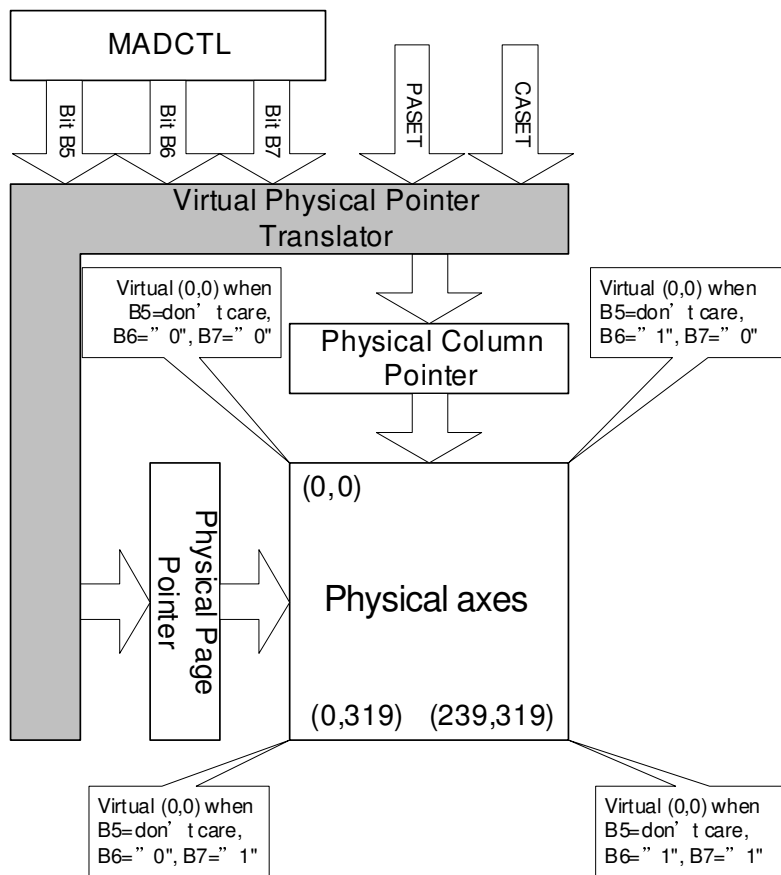 MADCTL
Bit B5
Bit B6
Bit B7
PASET
CASET
Virtual Physical Pointer
Translator
Virtual (0,0) when
B5=don’ t care,
B6=” 0", B7=” 0"
Virtual (0,0) when
B5=don’ t care,
B6=” 1", B7=” 0"
Physical Column
Pointer
(0,0)
Physical Page
Pointer
Physical axes
(0,319) (239,319)
Virtual (0,0) when
B5=don’ t care,
B6=” 0", B7=” 1"
Virtual (0,0) when
B5=don’ t care,
B6=” 1", B7=” 1"